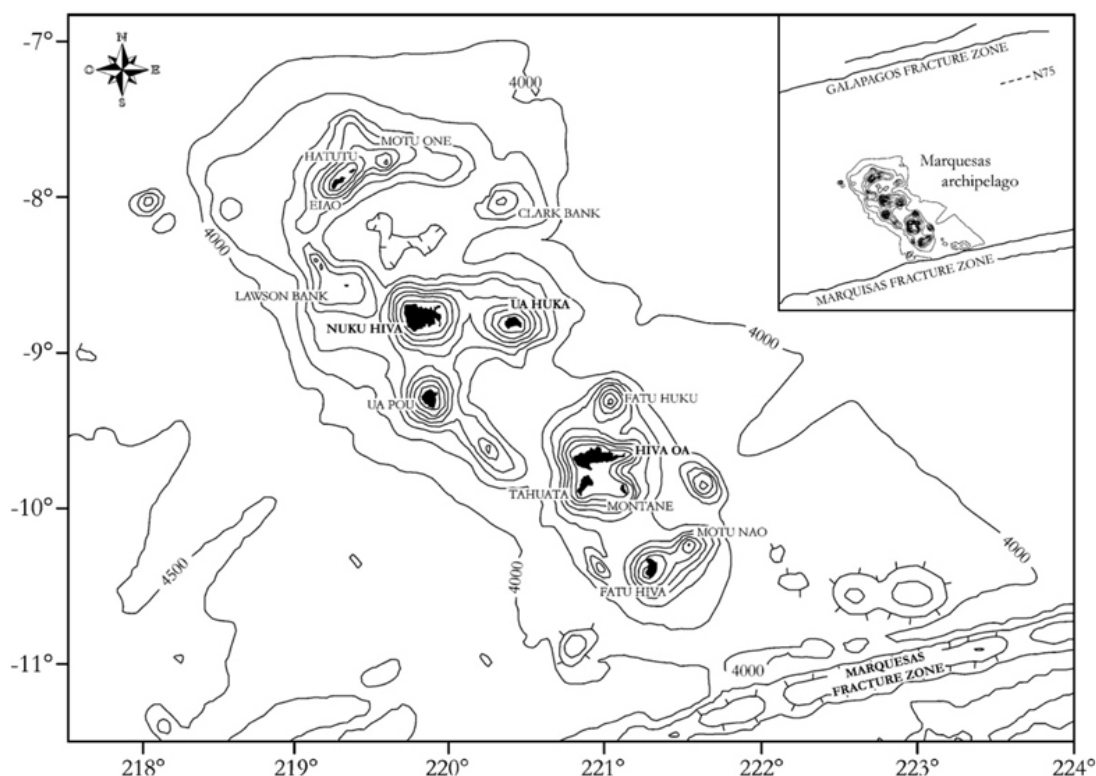 -7°
-8°
-9°
-10°
-11°
N
O
E
S
4000
4000
HATUTU
MOTU ONE
EIAO
CLARK BANK
LAWSON BANK
NUKU HIVA
UA HUKA
UA POU
4000
FATU HUKU
HIVA OA
TAHUATA
MONTANE
MOTU NAO
FATU HIVA
4500
4000
4000
4000
MARQUESAS
FRACTURE ZONE
GALAPAGOS FRACTURE ZONE
N75
Marquesas
archipelago
MARQUISAS FRACTURE ZONE
218°
219°
220°
221°
222°
223°
224°